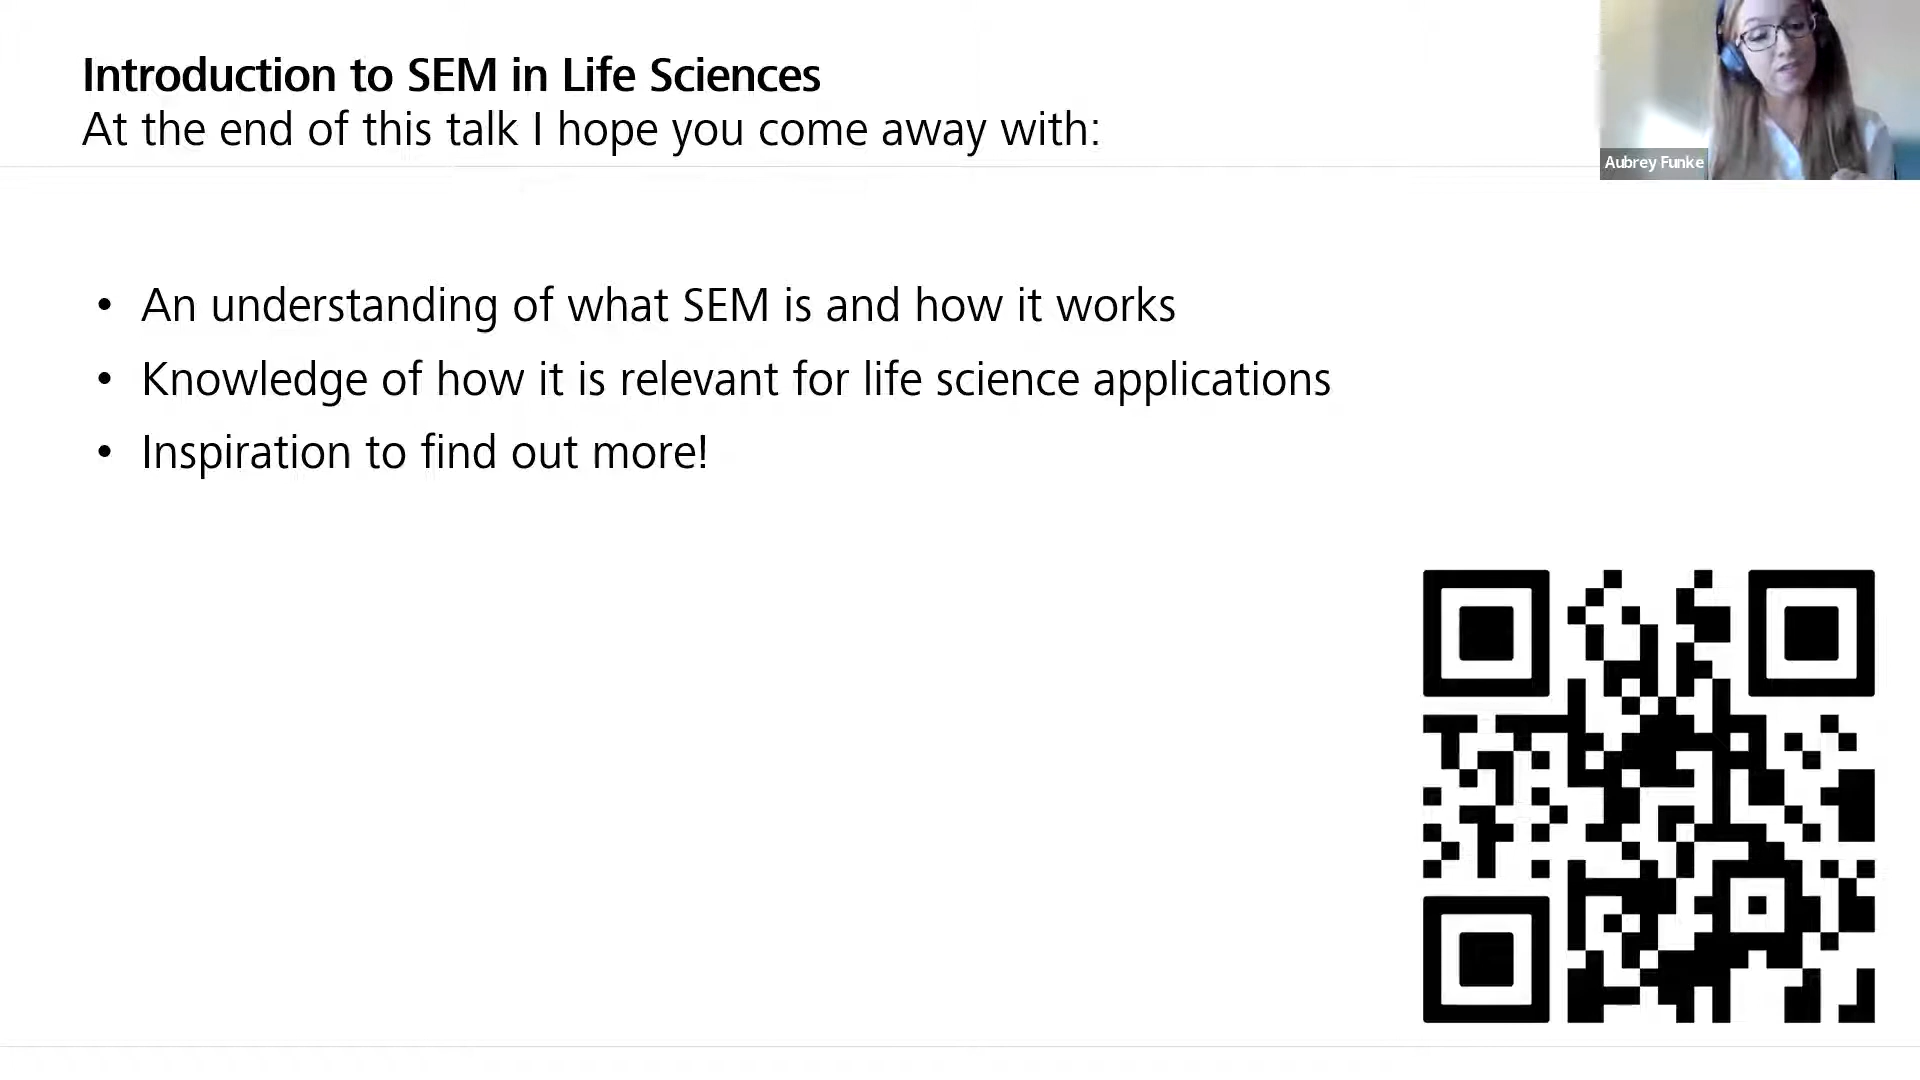 Introduction to SEM in Life Sciences
At the end of this talk I hope you come away with:
Aubrey Funke
• An understanding of what SEM is and how it works
• Knowledge of how it is relevant for life science applications
• Inspiration to find out more!